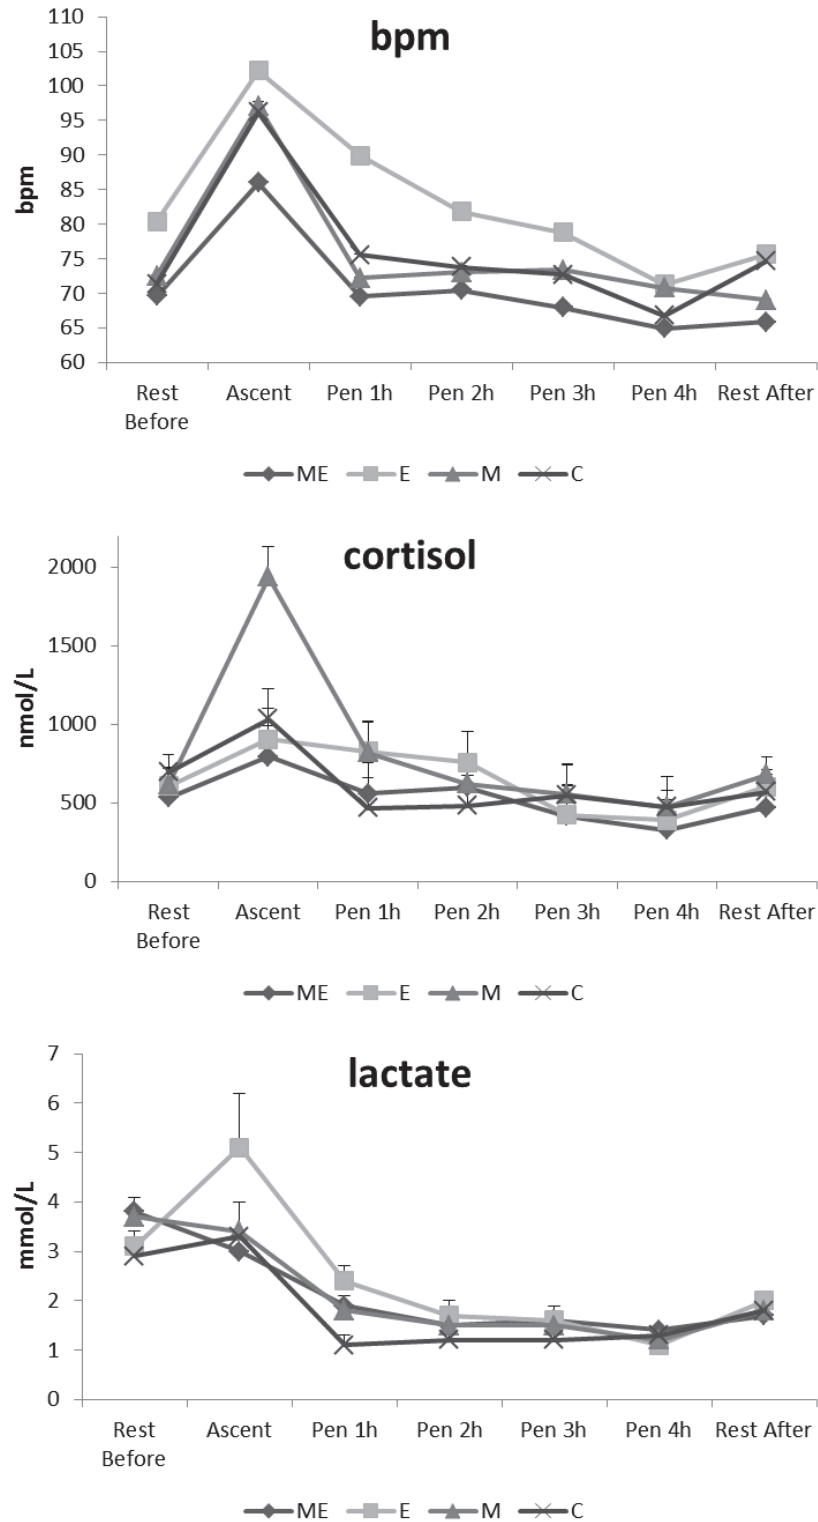 bpm
110
105
100
95
90
85
80
75
70
65
60
bpm
Rest Before Ascent Pen 1h Pen 2h Pen 3h Pen 4h Rest After
ME E M C
cortisol
2000
1500
1000
500
0
nmol/L
Rest Before Ascent Pen 1h Pen 2h Pen 3h Pen 4h Rest After
ME E M C
lactate
7
6
5
4
3
2
1
0
mmol/L
Rest Before Ascent Pen 1h Pen 2h Pen 3h Pen 4h Rest After
ME E M C